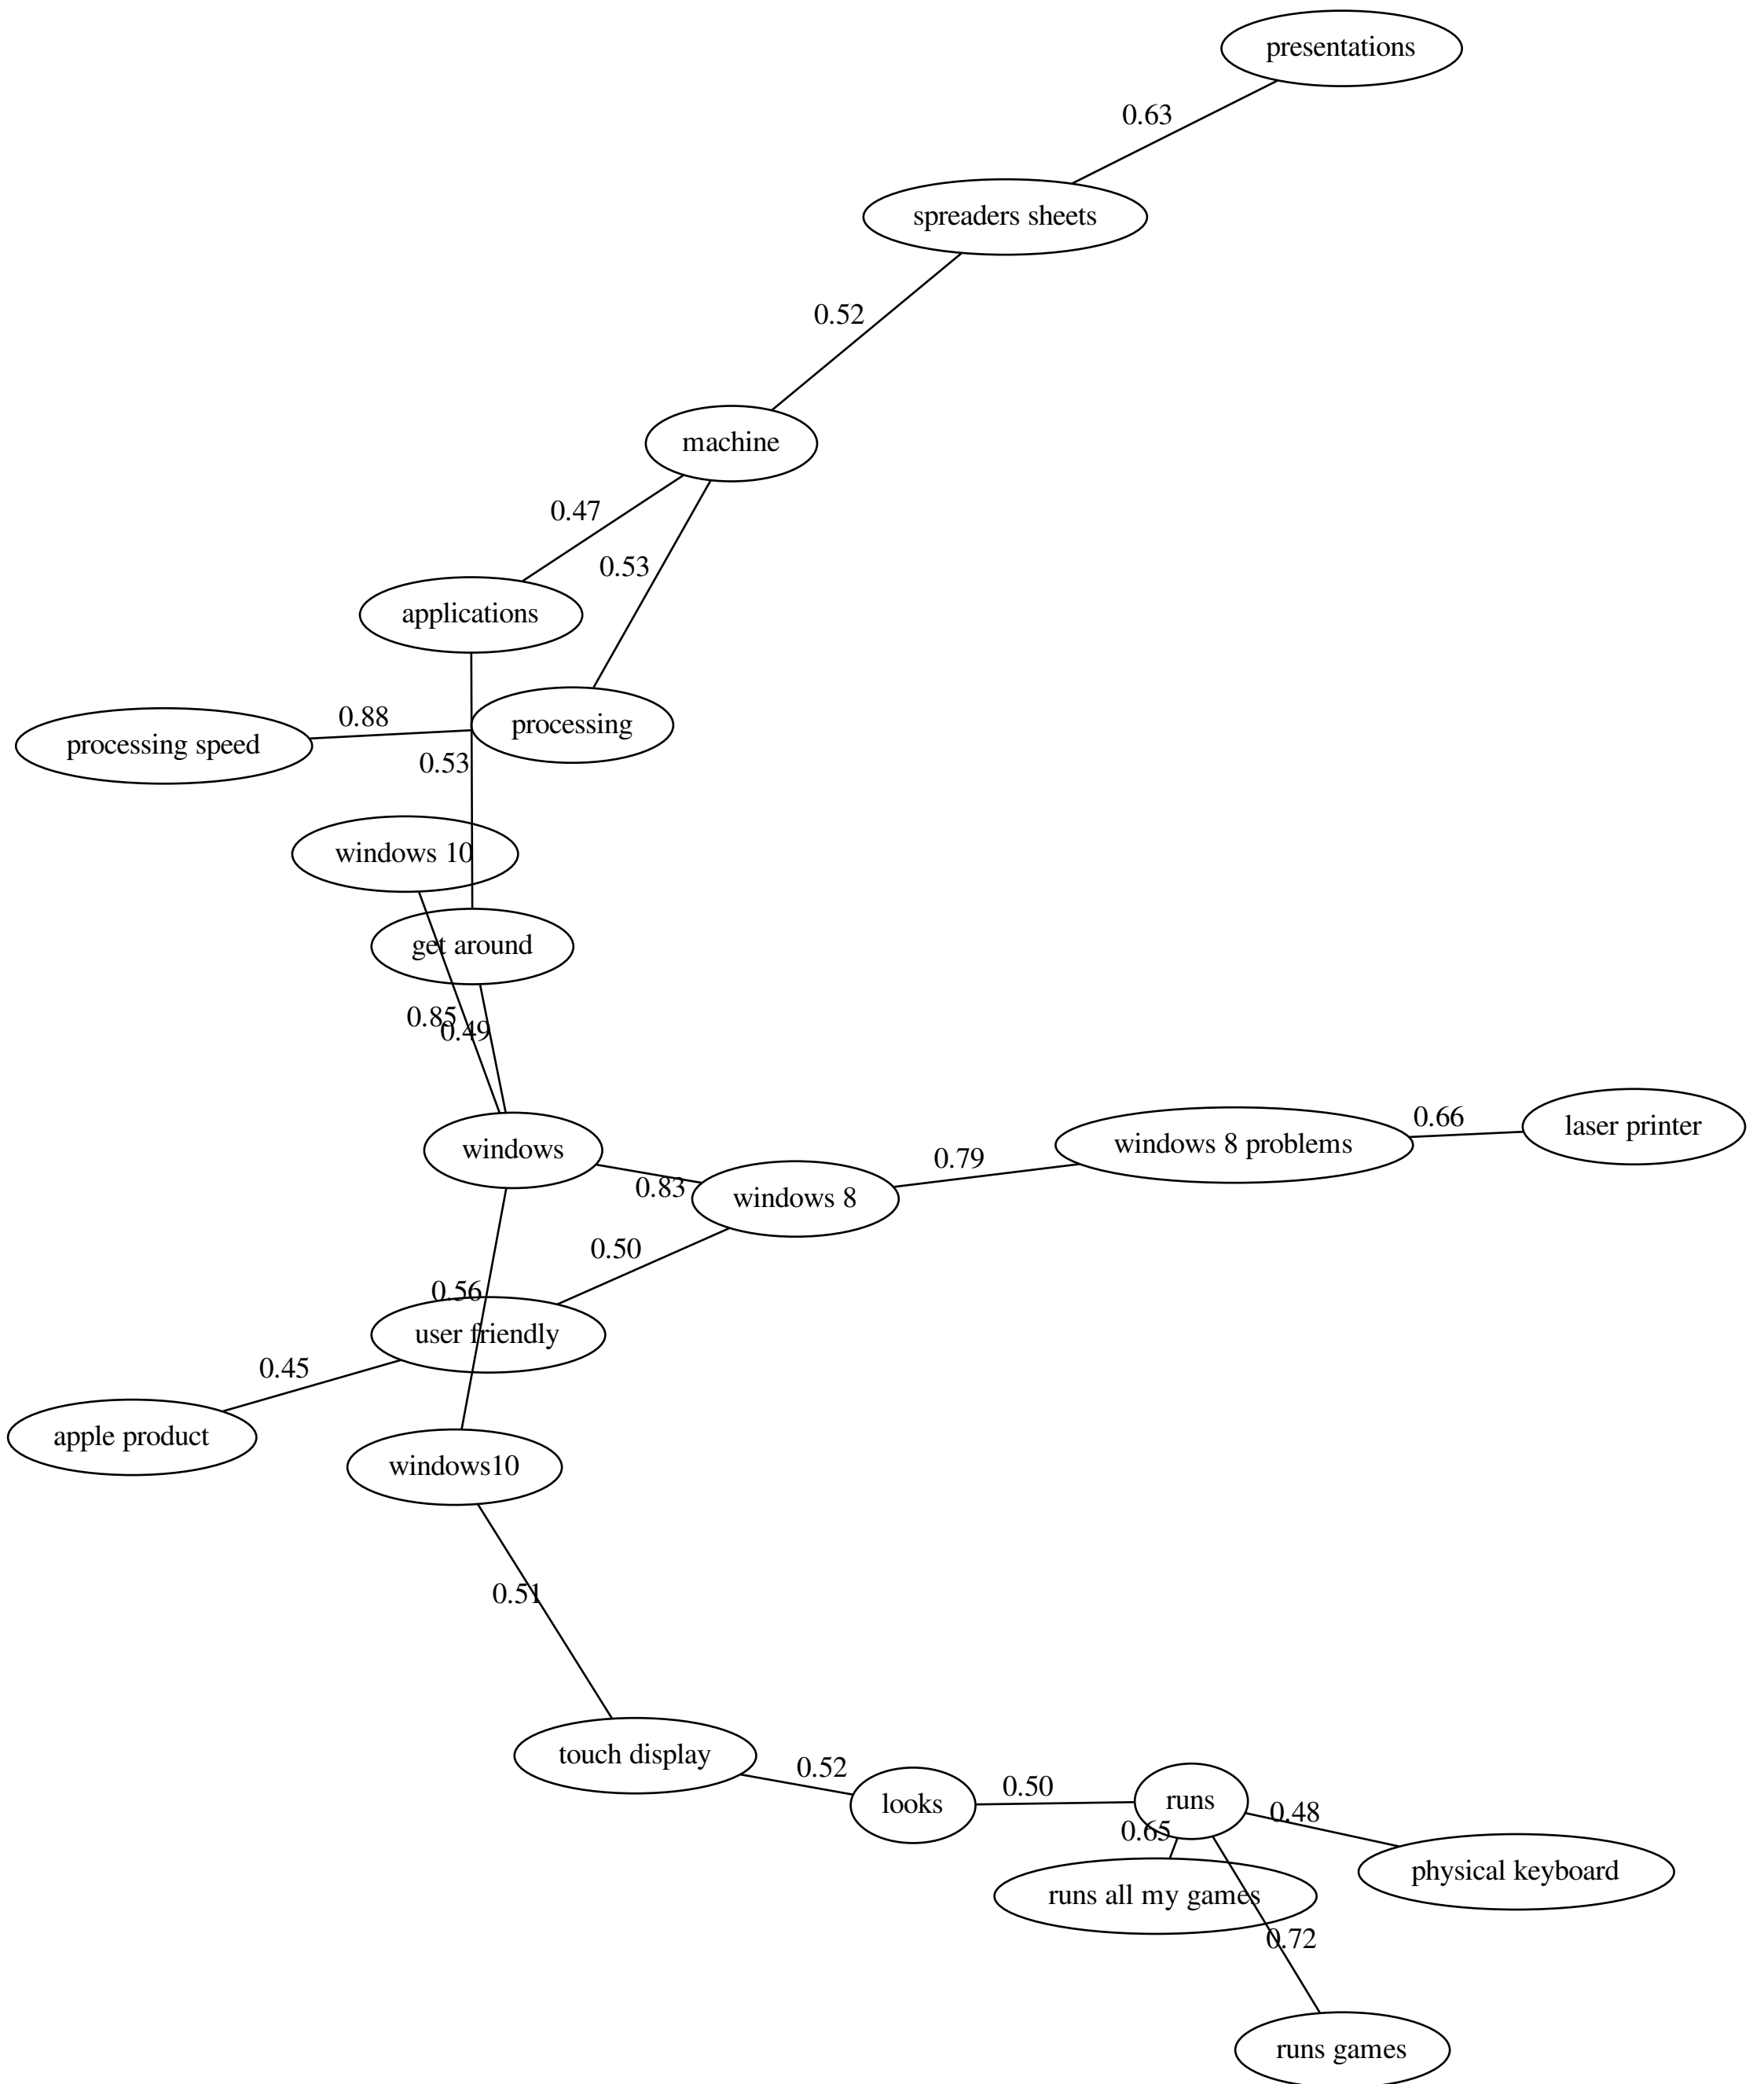 presentations
0.63
spreaders sheets
0.52
machine
0.47
0.53
applications
processing
0.88
processing speed
0.53
windows 10
get around
0.85
0.49
windows
0.83
windows 8
0.79
windows 8 problems
0.66
laser printer
0.50
0.56
user friendly
0.45
apple product
windows10
0.51
touch display
0.52
looks
0.50
runs
0.48
0.65
physical keyboard
runs all my games
0.72
runs games